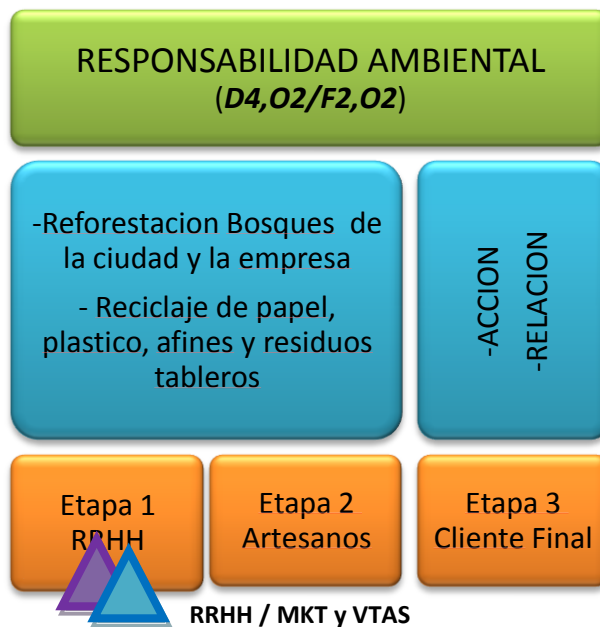 RESPONSABILIDAD AMBIENTAL
(D4,O2/F2,O2)
-Reforestacion Bosques de
la ciudad y la empresa
- Reciclaje de papel,
plastico, afines y residuos
tableros
-ACCION
-RELACION
Etapa 1
RRHH
Etapa 2
Artesanos
Etapa 3
Cliente Final
RRHH / MKT y VTAS